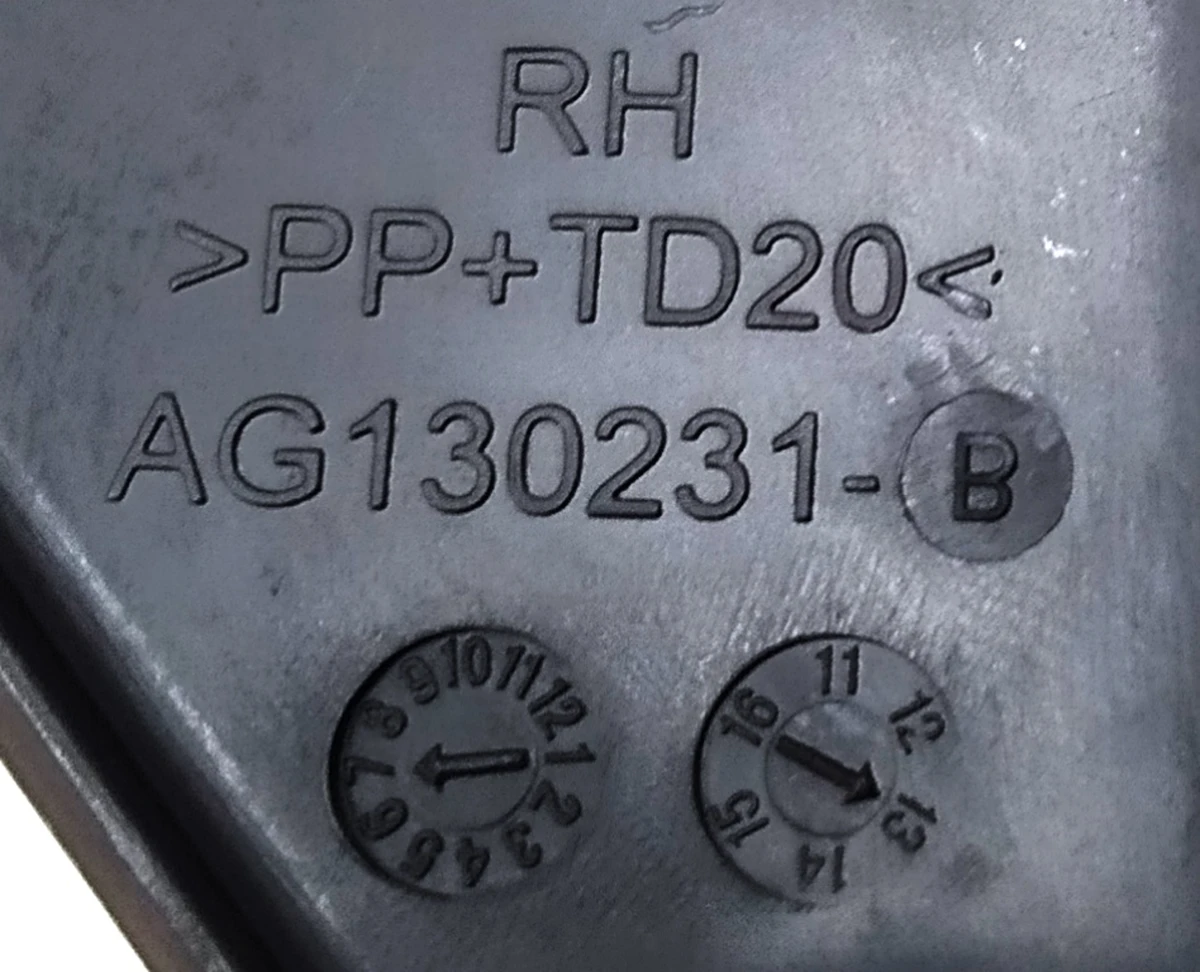 RH
>PP+TD20<
AG130231-B
1 2 3 4 5 6 7 8 9 10 11 12
11 12 13 14 15 16